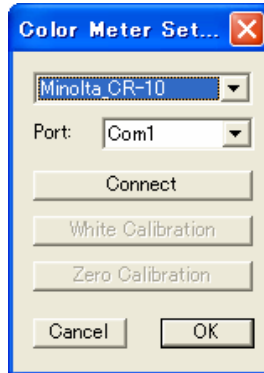 Color Meter Set...
Minolta_CR-10
Port: Com1
Connect
White Calibration
Zero Calibration
Cancel OK